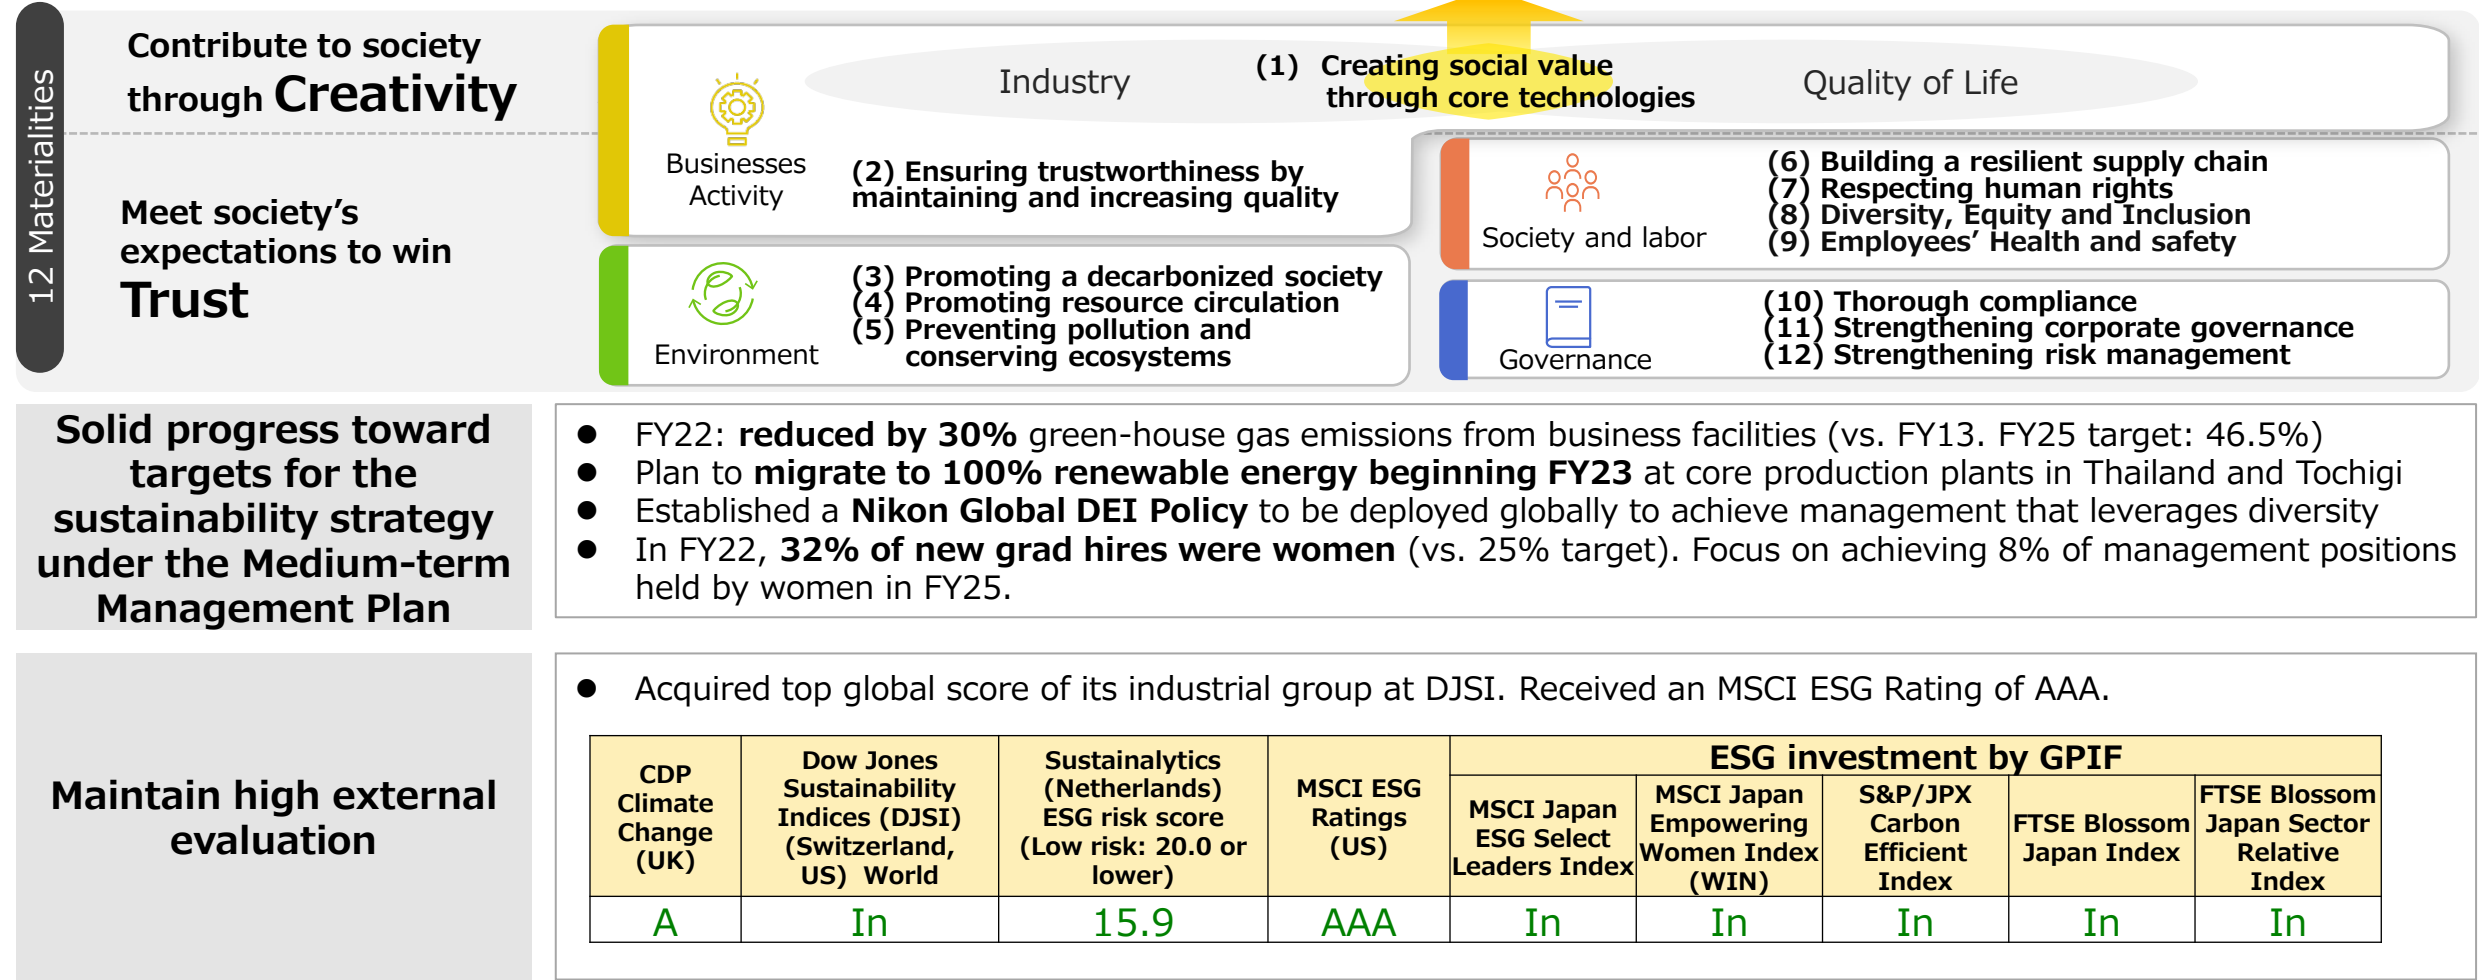 12 Materialities
Contribute to society
through Creativity
Industry
(1) Creating social value
through core technologies
Quality of Life
Businesses
Activity
(2) Ensuring trustworthiness by
maintaining and increasing quality
Meet society’s
expectations to win
Trust
Environment
(3) Promoting a decarbonized society
(4) Promoting resource circulation
(5) Preventing pollution and
conserving ecosystems
Society and labor
(6) Building a resilient supply chain
(7) Respecting human rights
(8) Diversity, Equity and Inclusion
(9) Employees’ Health and safety
Governance
(10) Thorough compliance
(11) Strengthening corporate governance
(12) Strengthening risk management
Solid progress toward
targets for the
sustainability strategy
under the Medium-term
Management Plan
● FY22: reduced by 30% green-house gas emissions from business facilities (vs. FY13. FY25 target: 46.5%)
● Plan to migrate to 100% renewable energy beginning FY23 at core production plants in Thailand and Tochigi
● Established a Nikon Global DEI Policy to be deployed globally to achieve management that leverages diversity
● In FY22, 32% of new grad hires were women (vs. 25% target). Focus on achieving 8% of management positions
held by women in FY25.
Maintain high external
evaluation
● Acquired top global score of its industrial group at DJSI. Received an MSCI ESG Rating of AAA.
CDP
Climate
Change
(UK)
Dow Jones
Sustainability
Indices (DJSI)
(Switzerland,
US) World
Sustainalytics
(Netherlands)
ESG risk score
(Low risk: 20.0 or
lower)
MSCI ESG
Ratings
(US)
ESG investment by GPIF
MSCI Japan
ESG Select
Leaders Index
MSCI Japan
Empowering
Women Index
(WIN)
S&P/JPX
Carbon
Efficient
Index
FTSE Blossom
Japan Index
FTSE Blossom
Japan Sector
Relative
Index
A In 15.9 AAA In In In In In